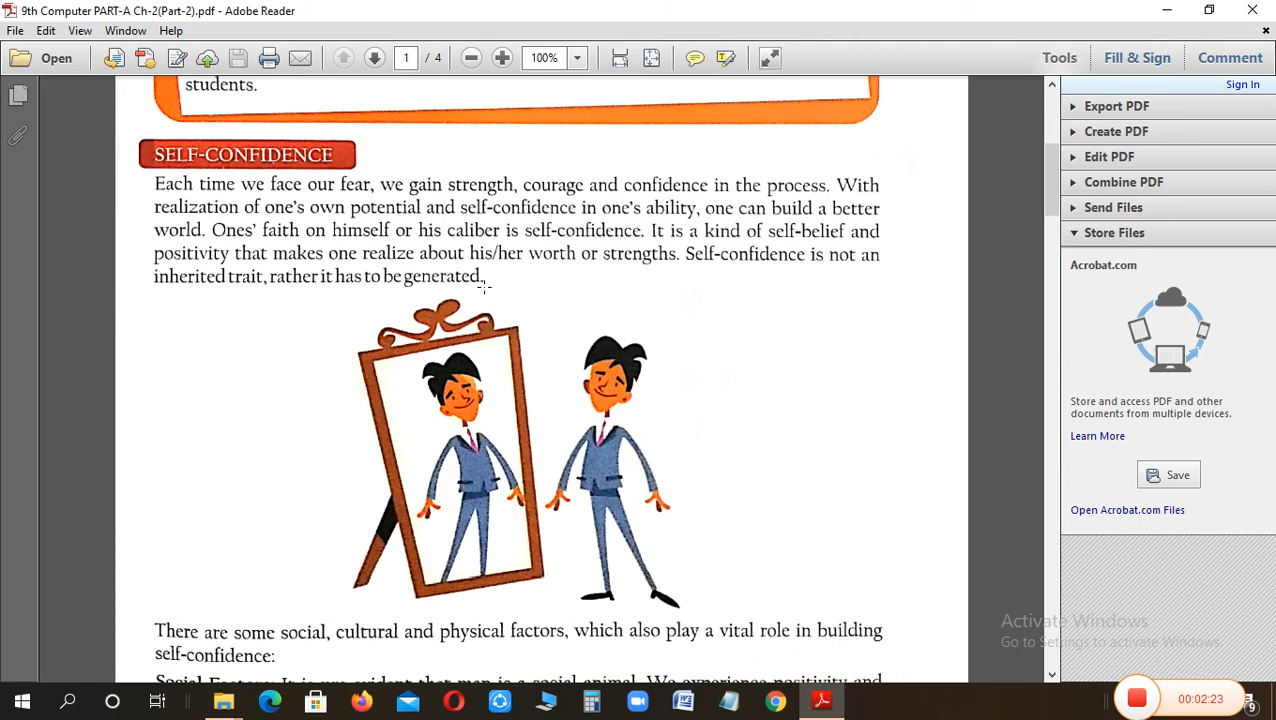 9th Computer PART-A Ch-2(Part-2).pdf - Adobe Reader
File Edit View Window Help
Open 1 / 4 100% Tools Fill & Sign Comment
Sign In
students.
SELF-CONFIDENCE
Each time we face our fear, we gain strength, courage and confidence in the process. With
realization of one's own potential and self-confidence in one's ability, one can build a better
world. Ones' faith on himself or his caliber is self-confidence. It is a kind of self-belief and
positivity that makes one realize about his/her worth or strengths. Self-confidence is not an
inherited trait, rather it has to be generated.
There are some social, cultural and physical factors, which also play a vital role in building
self-confidence:
Export PDF
Create PDF
Edit PDF
Combine PDF
Send Files
Store Files
Acrobat.com
Store and access PDF and other
documents from multiple devices.
Learn More
Save
Open Acrobat.com Files
Activate Windows
Go to Settings to activate Windows.
00:02:23